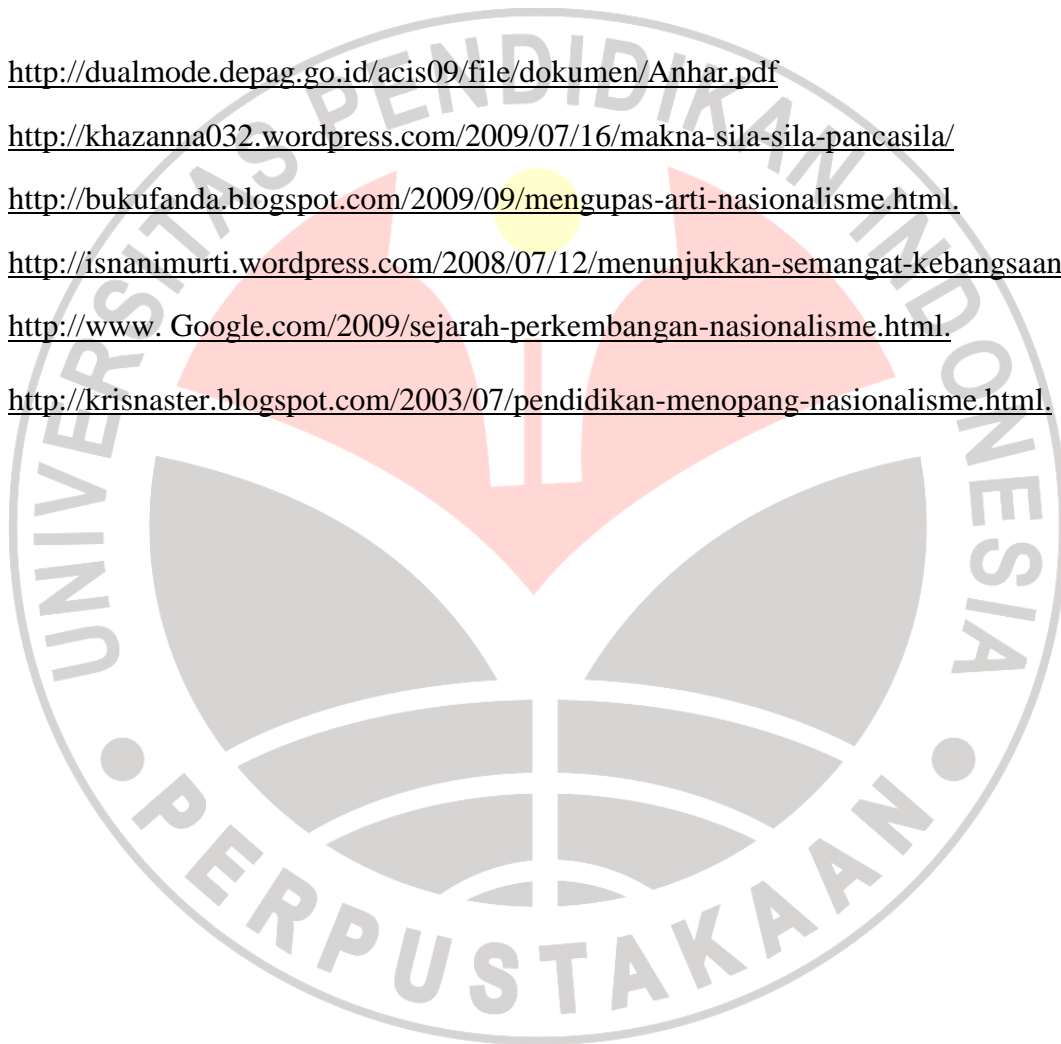 http://dualmode.depag.go.id/acis09/file/dokumen/Anhar.pdf
http://khazanna032.wordpress.com/2009/07/16/makna-sila-sila-pancasila/
http://bukufanda.blogspot.com/2009/09/mengupas-arti-nasionalisme.html.
http://isnanimurti.wordpress.com/2008/07/12/menunjukkan-semangat-kebangsaan
http://www. Google.com/2009/sejarah-perkembangan-nasionalisme.html.
http://krisnaster.blogspot.com/2003/07/pendidikan-menopang-nasionalisme.html.
UNIVERSITAS PENDIDIKAN INDONESIA
PERPUSTAKAAN